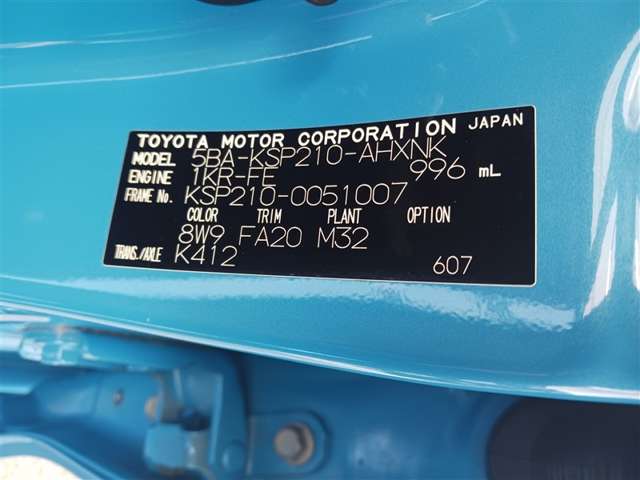 TOYOTA MOTOR CORPORATION JAPAN
MODEL 5BA-KSP210-AHXNK
ENGINE 1KR-FE 996 mL
FRAME No. KSP210-0051007
COLOR TRIM PLANT OPTION
8W9 FA20 M32
TRANS./AXLE K412
607